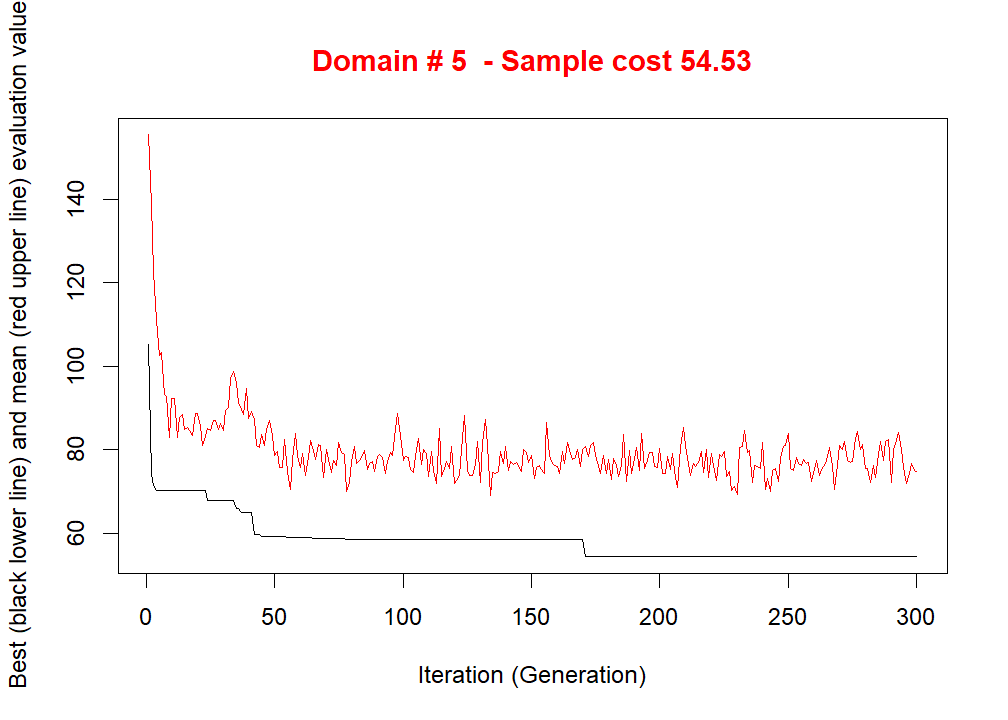 Domain # 5  - Sample cost 54.53
Best (black lower line) and mean (red upper line) evaluation value
140
120
100
80
60
0 50 100 150 200 250 300
Iteration (Generation)